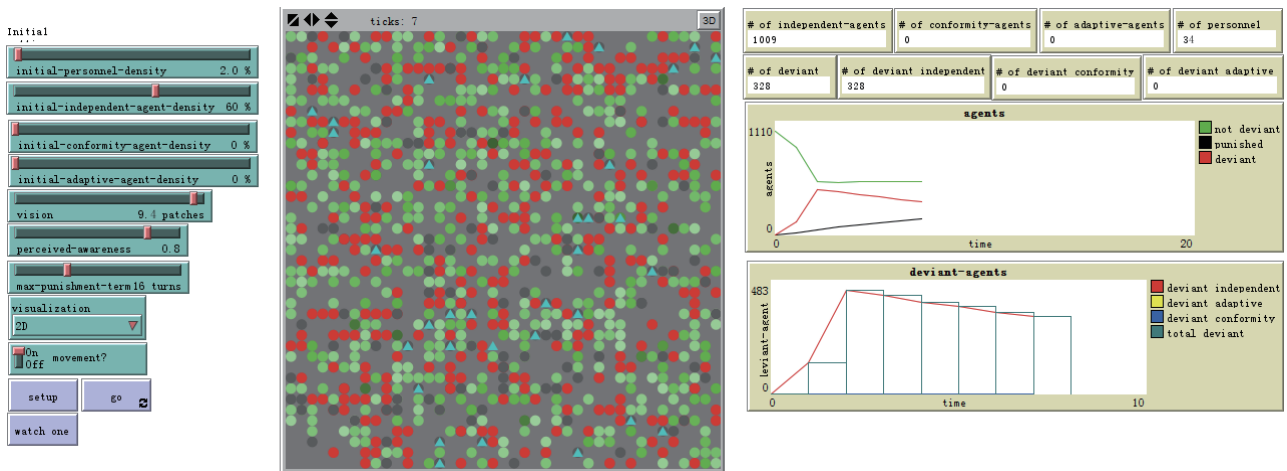 Initial
initial-personnel-density 2.0 %
initial-independent-agent-density 60 %
initial-conformity-agent-density 0 %
initial-adaptive-agent-density 0 %
vision 9.4 patches
perceived-awareness 0.8
max-punishment-term 16 turns
visualization
2D
On
Off
movement?
setup
go
watch one
ticks: 7
3D
# of independent-agents
1009
# of conformity-agents
0
# of adaptive-agents
0
# of personnel
34
# of deviant
328
# of deviant independent
328
# of deviant conformity
0
# of deviant adaptive
0
agents
1110
agents
0
0
time
20
not deviant
punished
deviant
deviant-agents
483
deviant-agent
0
0
time
10
deviant independent
deviant adaptive
deviant conformity
total deviant